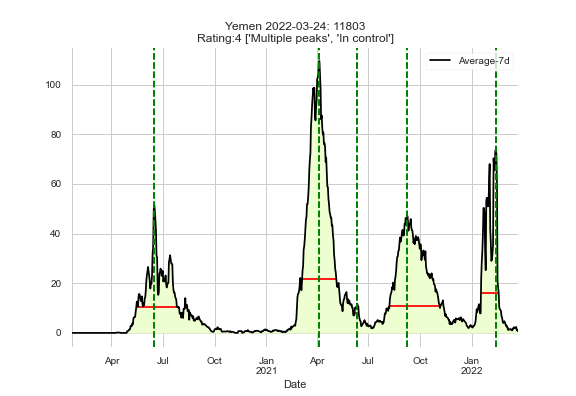 Yemen 2022-03-24: 11803
Rating:4 ['Multiple peaks', 'In control']
Average-7d
100
80
60
40
20
0
Apr Jul Oct Jan Apr Jul Oct Jan
2021 2022
Date